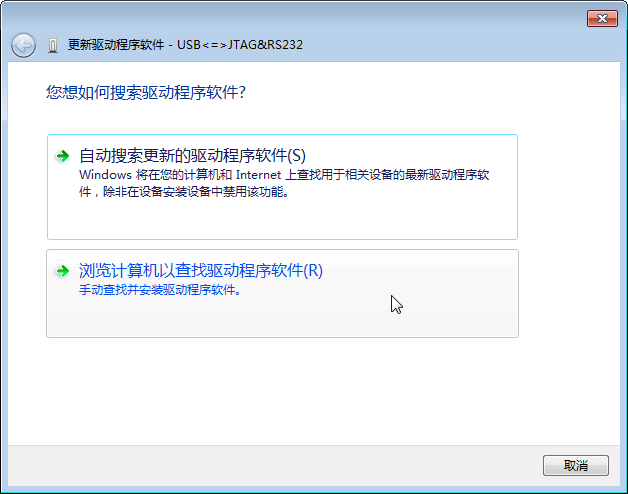 更新驱动程序软件 - USB<=>JTAG&RS232
您想如何搜索驱动程序软件?
自动搜索更新的驱动程序软件(S)
Windows 将在您的计算机和 Internet 上查找用于相关设备的最新驱动程序软
件，除非在设备安装设备中禁用该功能。
浏览计算机以查找驱动程序软件(R)
手动查找并安装驱动程序软件。
取消